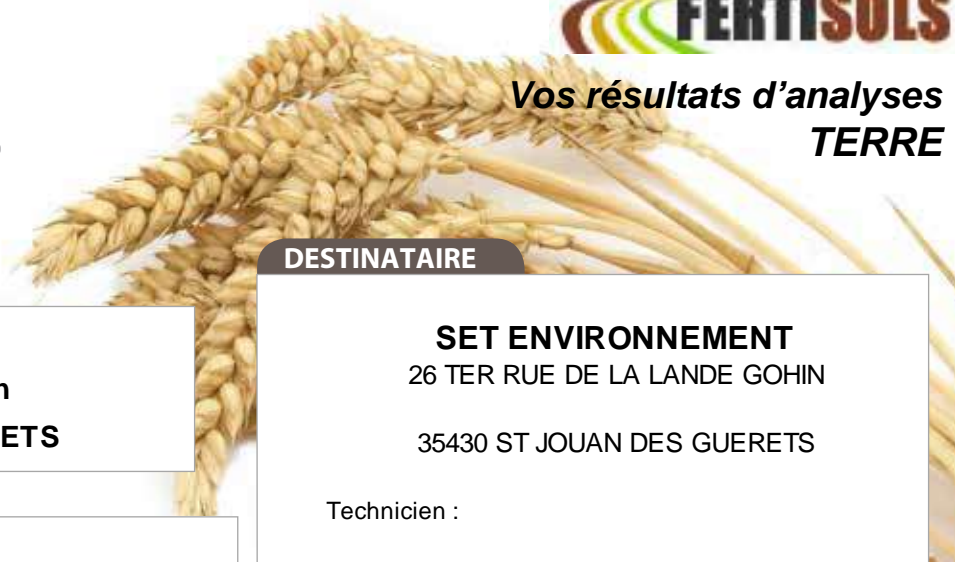 FERTISOLS
Vos résultats d'analyses
TERRE
DESTINATAIRE
SET ENVIRONNEMENT
26 TER RUE DE LA LANDE GOHIN
ETS
35430 ST JOUAN DES GUERETS
Technicien :